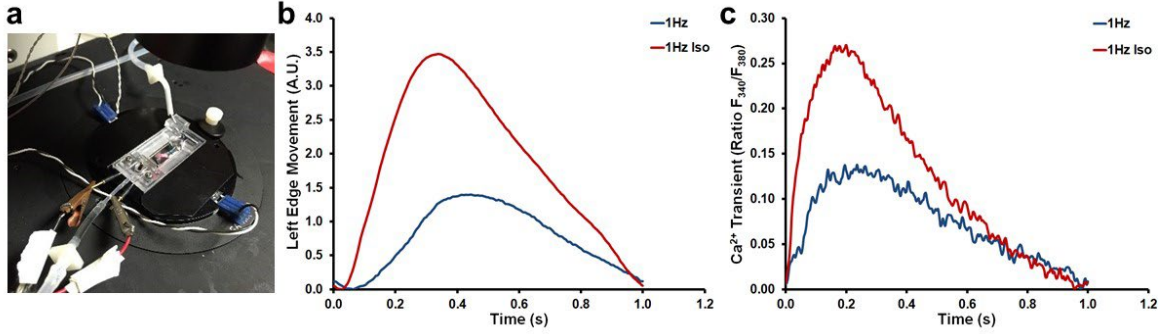 a
b
4.0
3.5
3.0
2.5
2.0
1.5
1.0
0.5
0.0
Left Edge Movement (A.U.)
0.0 0.2 0.4 0.6 0.8 1.0 1.2
Time (s)
1Hz
1Hz Iso
c
0.30
0.25
0.20
0.15
0.10
0.05
0.00
Ca²⁺ Transient (Ratio F₃₄₀/F₃₈₀)
0.0 0.2 0.4 0.6 0.8 1.0 1.2
Time (s)
1Hz
1Hz Iso